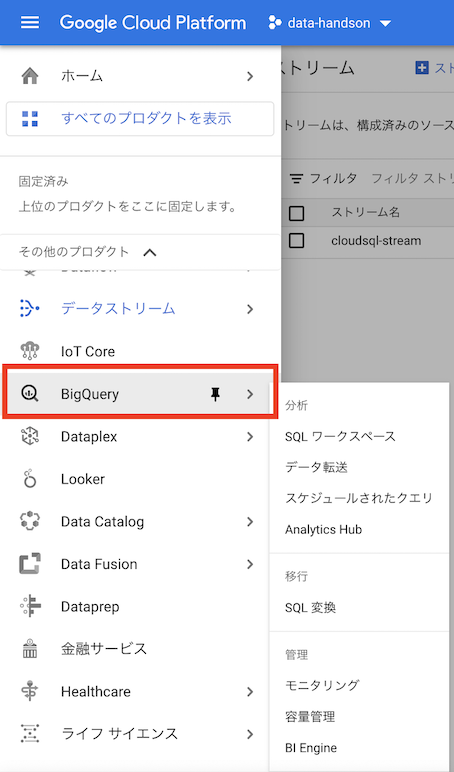 Google Cloud Platform
data-handson
ホーム
すべてのプロダクトを表示
固定済み
上位のプロダクトをここに固定します。
その他のプロダクト
データストリーム
IoT Core
BigQuery
Dataplex
Looker
Data Catalog
Data Fusion
Dataprep
金融サービス
Healthcare
ライフ サイエンス
ストリーム
スト
トリームは、構成済みのソース
フィルタ フィルタ ストリ
ストリーム名
cloudsql-stream
分析
SQL ワークスペース
データ転送
スケジュールされたクエリ
Analytics Hub
移行
SQL 変換
管理
モニタリング
容量管理
BI Engine